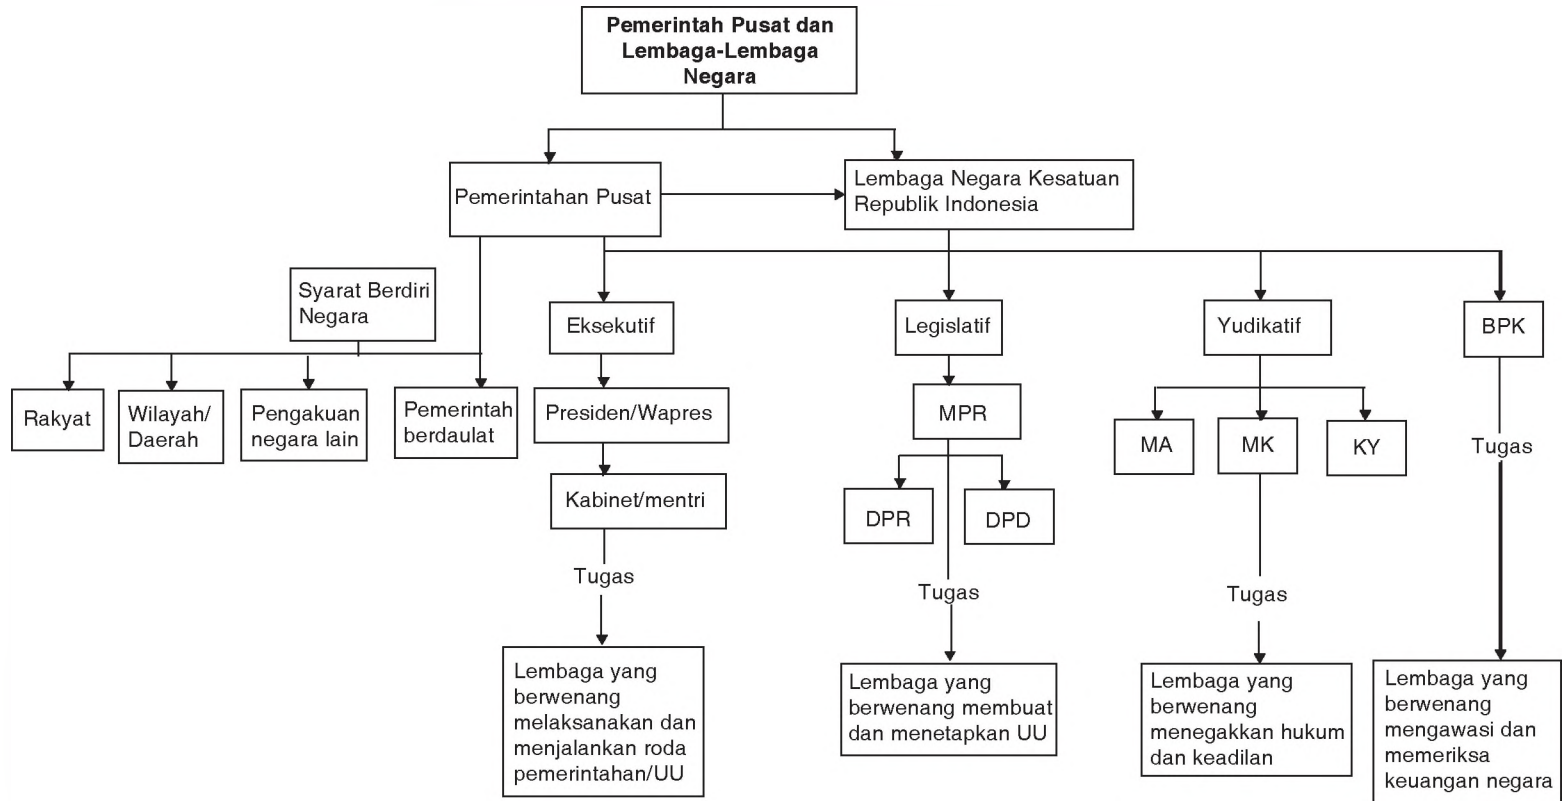 Pemerintah Pusat dan
Lembaga-Lembaga
Negara
Pemerintahan Pusat
Lembaga Negara Kesatuan
Republik Indonesia
Syarat Berdiri
Negara
Eksekutif
Legislatif
Yudikatif
BPK
Rakyat
Wilayah/
Daerah
Pengakuan
negara lain
Pemerintah
berdaulat
Presiden/Wapres
MPR
MA
MK
KY
Tugas
Kabinet/mentri
DPR
DPD
Tugas
Tugas
Tugas
Lembaga yang
berwenang
melaksanakan dan
menjalankan roda
pemerintahan/UU
Lembaga yang
berwenang membuat
dan menetapkan UU
Lembaga yang
berwenang
menegakkan hukum
dan keadilan
Lembaga yang
berwenang
mengawasi dan
memeriksa
keuangan negara